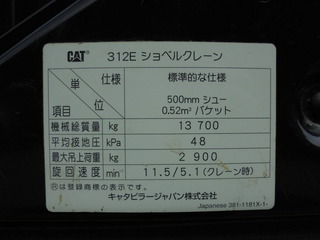 CAT 312E ショベルクレーン
仕様 標準的な仕様
単
位
項目 500mm シュー
0.52m³ バケット
機械総質量 kg 13 700
平均接地圧 kPa 48
最大吊上荷重 kg 2 900
旋回速度 min 11.5/5.1 (クレーン時)
Ⓡは登録商標の表示です.
キャタピラージャパン株式会社
Japanese 381-1181X-1-